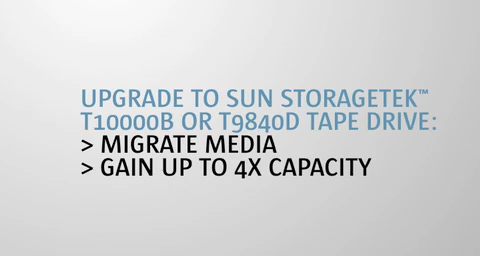 UPGRADE TO SUN STORAGETEK™
T10000B OR T9840D TAPE DRIVE:
> MIGRATE MEDIA
> GAIN UP TO 4X CAPACITY